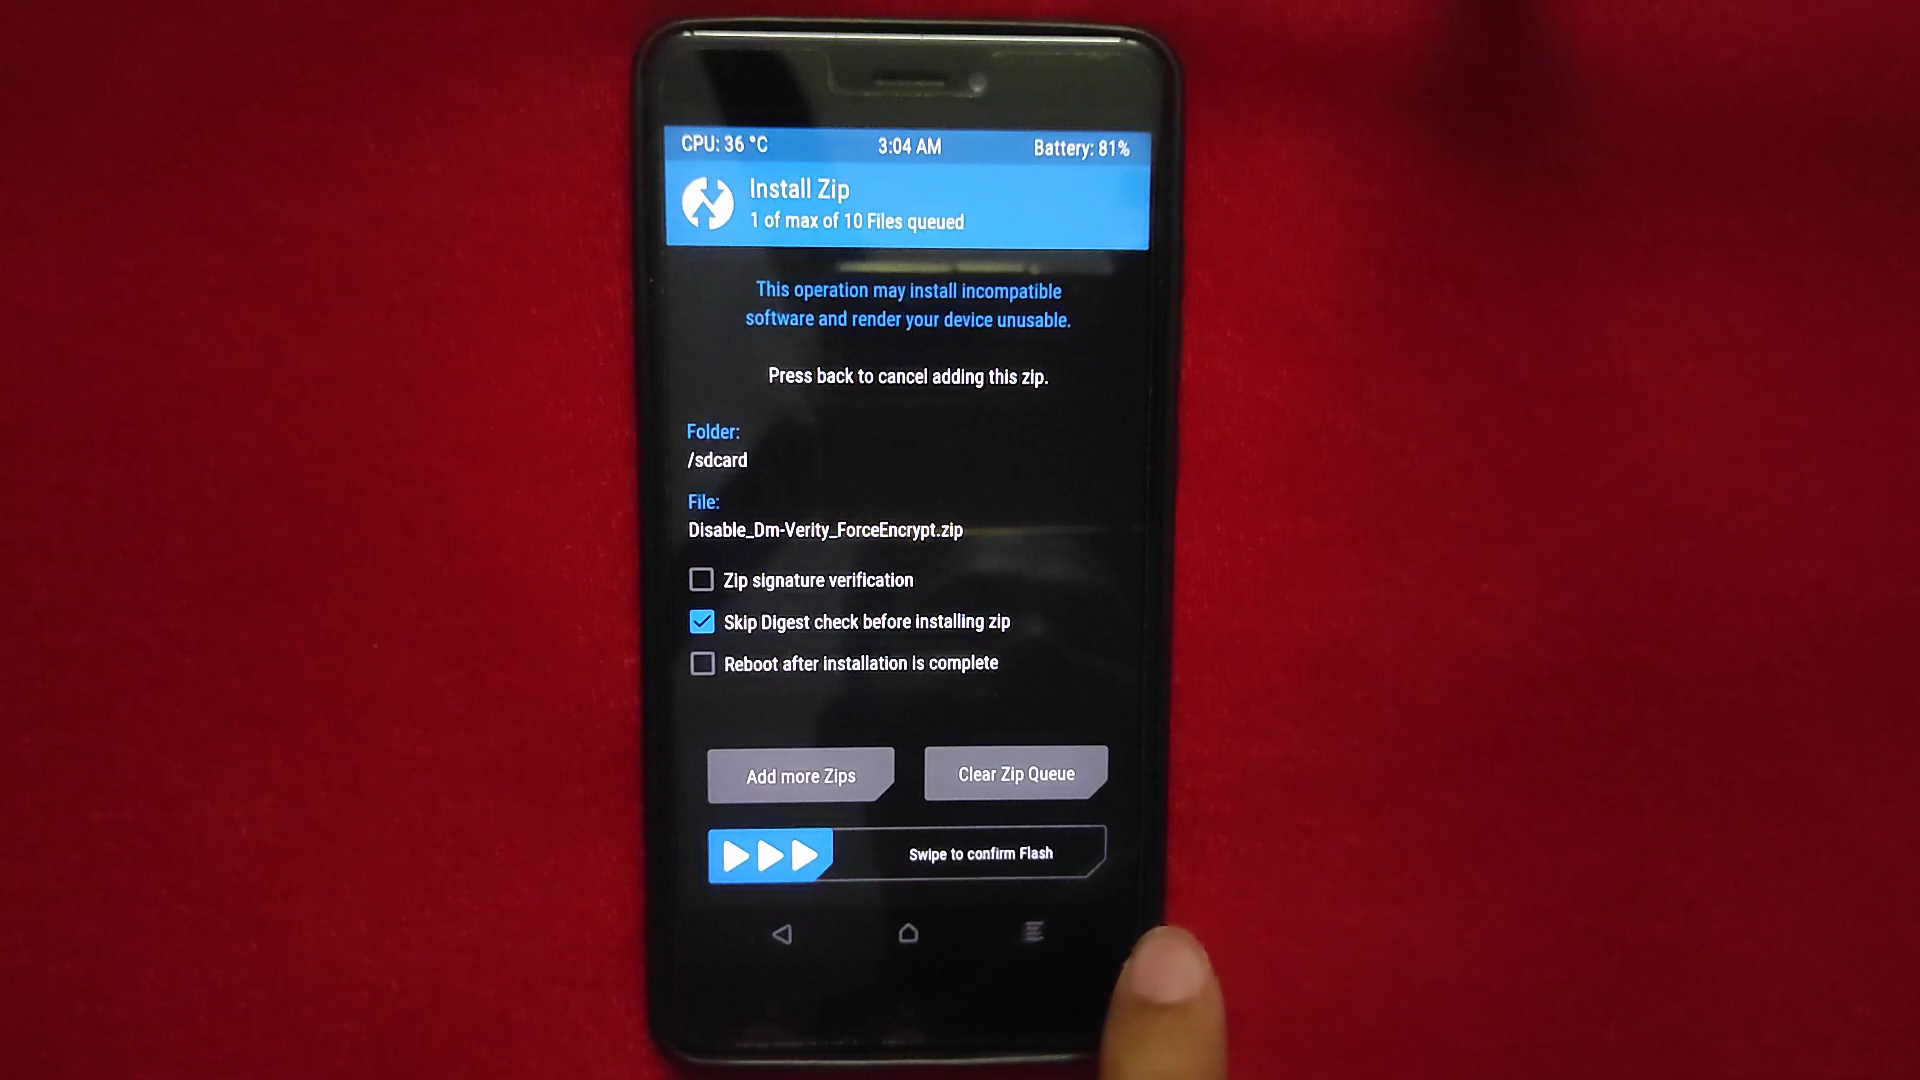 CPU: 36 °C 3:04 AM Battery: 81%
Install Zip
1 of max of 10 Files queued
This operation may install incompatible
software and render your device unusable.
Press back to cancel adding this zip.
Folder:
/sdcard
File:
Disable_Dm-Verity_ForceEncrypt.zip
Zip signature verification
Skip Digest check before installing zip
Reboot after installation is complete
Add more Zips Clear Zip Queue
Swipe to confirm Flash